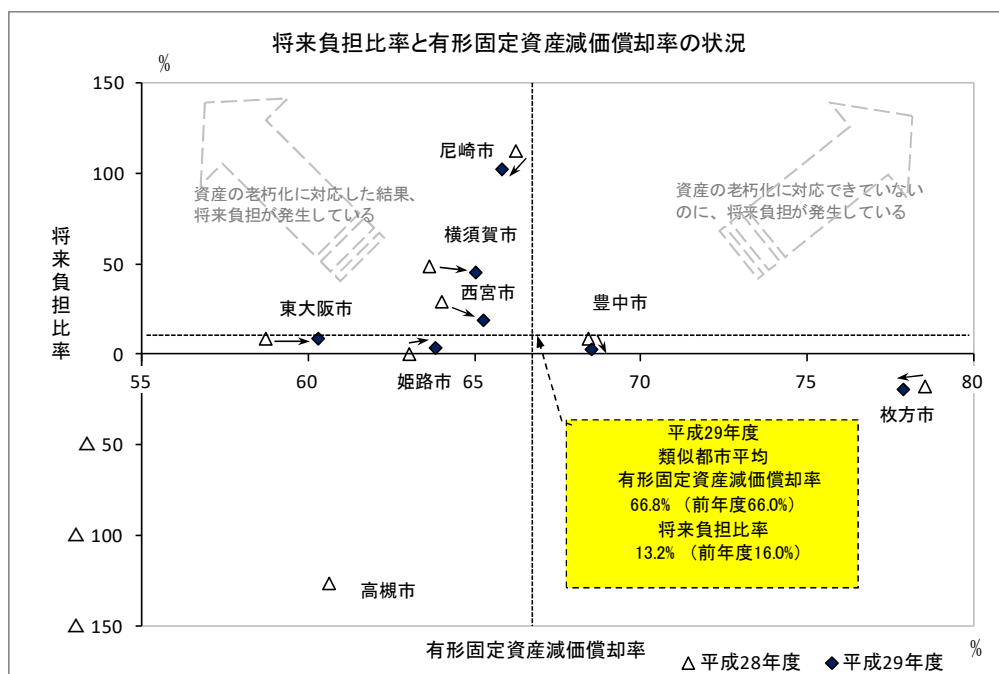 将来負担比率と有形固定資産減価償却率の状況
%
150
尼崎市
100
資産の老朽化に対応した結果、
将来負担が発生している
資産の老朽化に対応できていない
のに、将来負担が発生している
横須賀市
将来負担比率
50
西宮市
東大阪市
豊中市
0
55
60
65
70
75
80
姫路市
枚方市
平成29年度
類似都市平均
有形固定資産減価償却率
66.8% (前年度66.0%)
将来負担比率
13.2% (前年度16.0%)
△ 50
△ 100
高槻市
△ 150
有形固定資産減価償却率
%
△平成28年度 ◆平成29年度